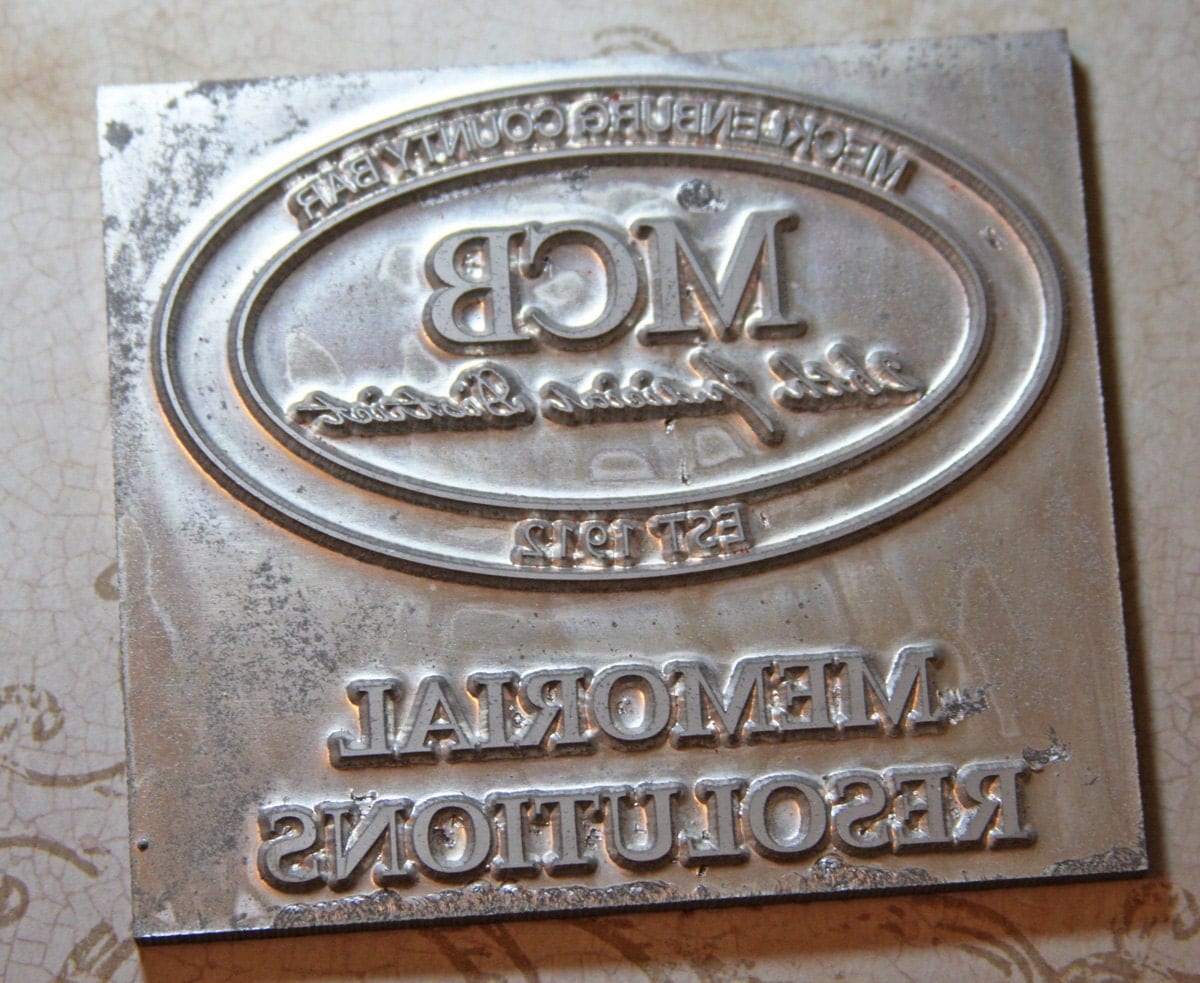 MECKLENBURG COUNTY BAR
MCB
26th Judicial District
EST 1912
MEMORIAL
RESOLUTIONS